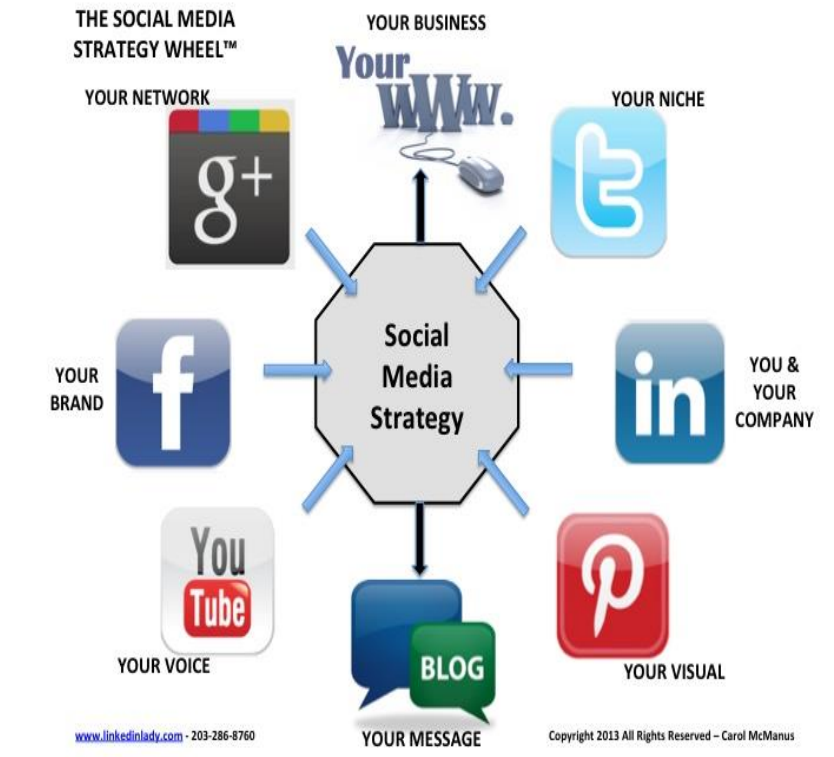 THE SOCIAL MEDIA
STRATEGY WHEEL™
YOUR BUSINESS
Your
WWW.
YOUR NETWORK
g+
YOUR NICHE
t
Social
Media
Strategy
YOUR
BRAND
f
in
YOU &
YOUR
COMPANY
You
Tube
YOUR VOICE
BLOG
YOUR MESSAGE
P
YOUR VISUAL
www.linkedinlady.com - 203-286-8760
Copyright 2013 All Rights Reserved – Carol McManus